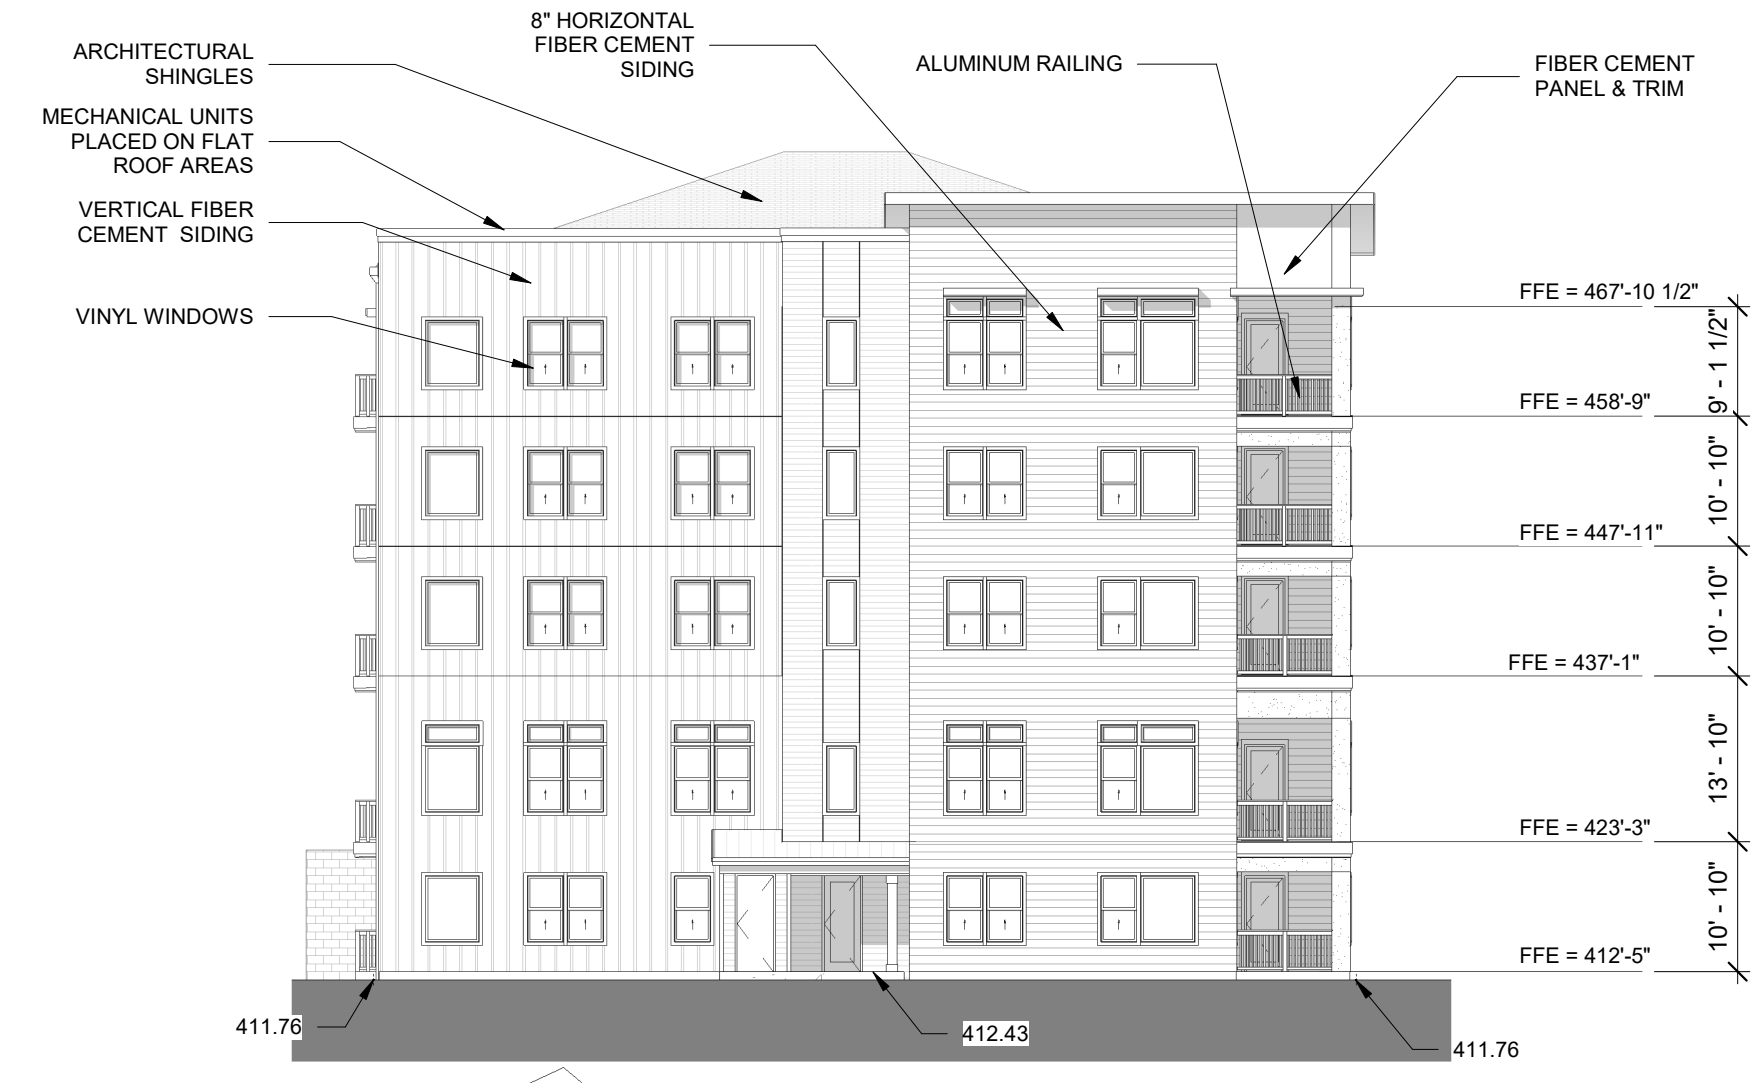 8" HORIZONTAL
FIBER CEMENT
SIDING
ARCHITECTURAL
SHINGLES
ALUMINUM RAILING
FIBER CEMENT
PANEL & TRIM
MECHANICAL UNITS
PLACED ON FLAT
ROOF AREAS
VERTICAL FIBER
CEMENT SIDING
VINYL WINDOWS
FFE = 467'-10 1/2"
9' - 1 1/2"
FFE = 458'-9"
10' - 10"
FFE = 447'-11"
10' - 10"
FFE = 437'-1"
13' - 10"
FFE = 423'-3"
10' - 10"
FFE = 412'-5"
411.76
412.43
411.76